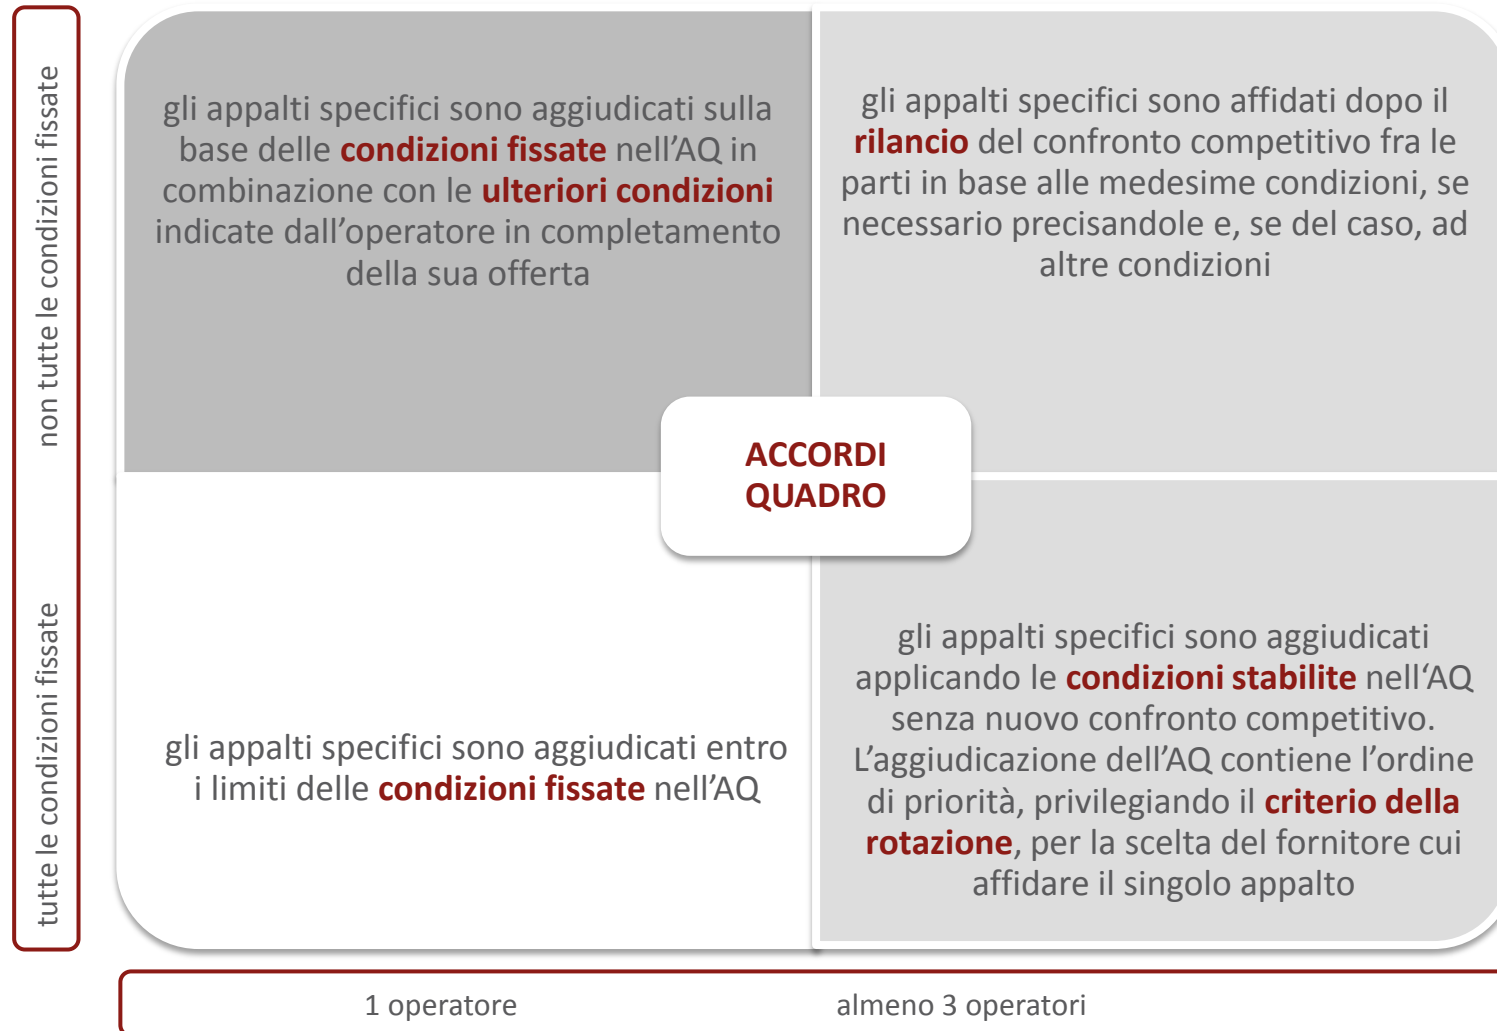 non tutte le condizioni fissate
gli appalti specifici sono aggiudicati sulla
base delle condizioni fissate nell’AQ in
combinazione con le ulteriori condizioni
indicate dall’operatore in completamento
della sua offerta
gli appalti specifici sono affidati dopo il
rilancio del confronto competitivo fra le
parti in base alle medesime condizioni, se
necessario precisandole e, se del caso, ad
altre condizioni
ACCORDI
QUADRO
tutte le condizioni fissate
gli appalti specifici sono aggiudicati entro
i limiti delle condizioni fissate nell’AQ
gli appalti specifici sono aggiudicati
applicando le condizioni stabilite nell‘AQ
senza nuovo confronto competitivo.
L’aggiudicazione dell’AQ contiene l’ordine
di priorità, privilegiando il criterio della
rotazione, per la scelta del fornitore cui
affidare il singolo appalto
1 operatore
almeno 3 operatori